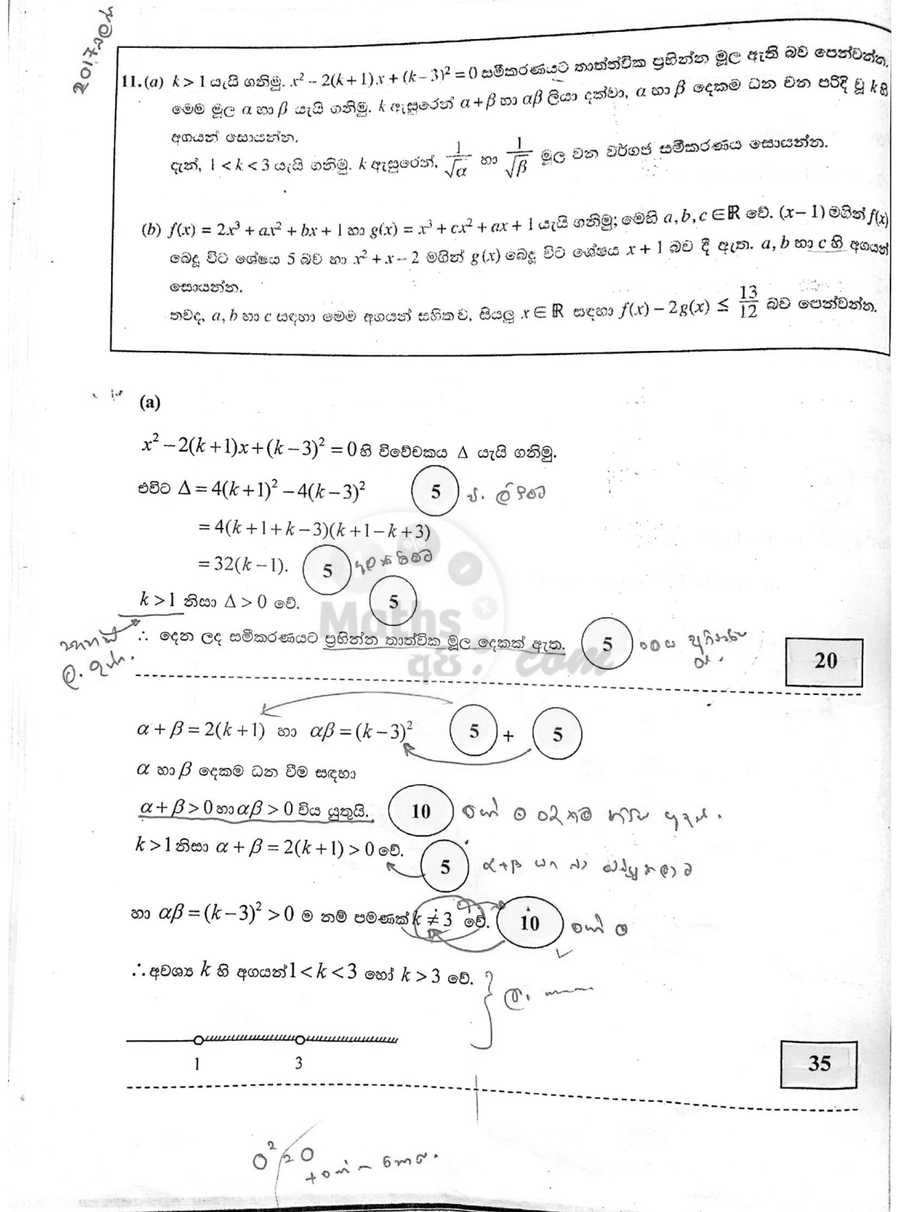 2017
11.(a) k > 1 යැයි ගනිමු. x² − 2(k+1)x + (k−3)² = 0 සමීකරණයට තාත්ත්වික ප්‍රභින්න මූල ඇති බව පෙන්වන්න.
මෙම මූල α හා β යැයි ගනිමු. k ඇසුරෙන් α + β හා αβ ලියා දක්වා, α හා β දෙකම ධන වන පරිදි වූ k හි
අගයන් සොයන්න.
දැන්, 1 < k < 3 යැයි ගනිමු. k ඇසුරෙන්, 1/√α හා 1/√β මූල වන වර්ගජ සමීකරණය සොයන්න.
(b) f(x) = 2x³ + ax² + bx + 1 හා g(x) = x³ + cx² + ax + 1 යැයි ගනිමු; මෙහි a, b, c ∈ ℝ වේ. (x−1) මගින් f(x)
බෙදූ විට ශේෂය 5 බව හා x² + x − 2 මගින් g(x) බෙදූ විට ශේෂය x + 1 බව දී ඇත. a, b හා c හි අගයන්
සොයන්න.
තවද, a, b හා c සඳහා මෙම අගයන් සහිතව, සියලු x ∈ ℝ සඳහා f(x) − 2g(x) ≤ 13/12 බව පෙන්වන්න.
(a)
x² − 2(k+1)x + (k−3)² = 0 හි විවේචකය Δ යැයි ගනිමු.
එවිට Δ = 4(k+1)² − 4(k−3)² 5
= 4(k+1+k−3)(k+1−k+3)
= 32(k−1). 5
k > 1 නිසා Δ > 0 වේ. 5
∴ දෙන ලද සමීකරණයට ප්‍රභින්න තාත්වික මූල දෙකක් ඇත. 5
20
Maths
අපි.com
α + β = 2(k+1) හා αβ = (k−3)² 5 + 5
α හා β දෙකම ධන වීම සඳහා
α + β > 0 හා αβ > 0 විය යුතුයි. 10
k > 1 නිසා α + β = 2(k+1) > 0 වේ. 5 α+β
හා αβ = (k−3)² > 0 ම නම් පමණක් k ≠ 3 වේ. 10
∴ අවශ්‍ය k හි අගයන් 1 < k < 3 හෝ k > 3 වේ.
1 3
35